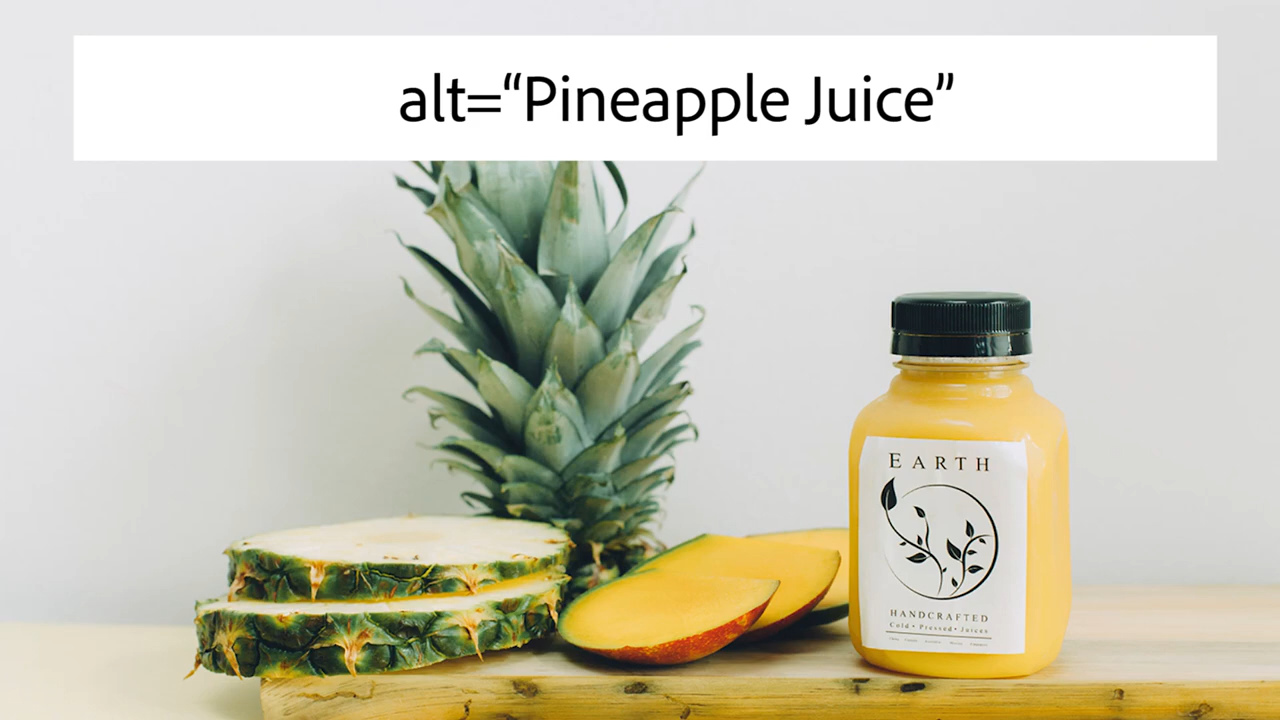 alt=“Pineapple Juice”
EARTH
HANDCRAFTED
Cold • Pressed • Juices